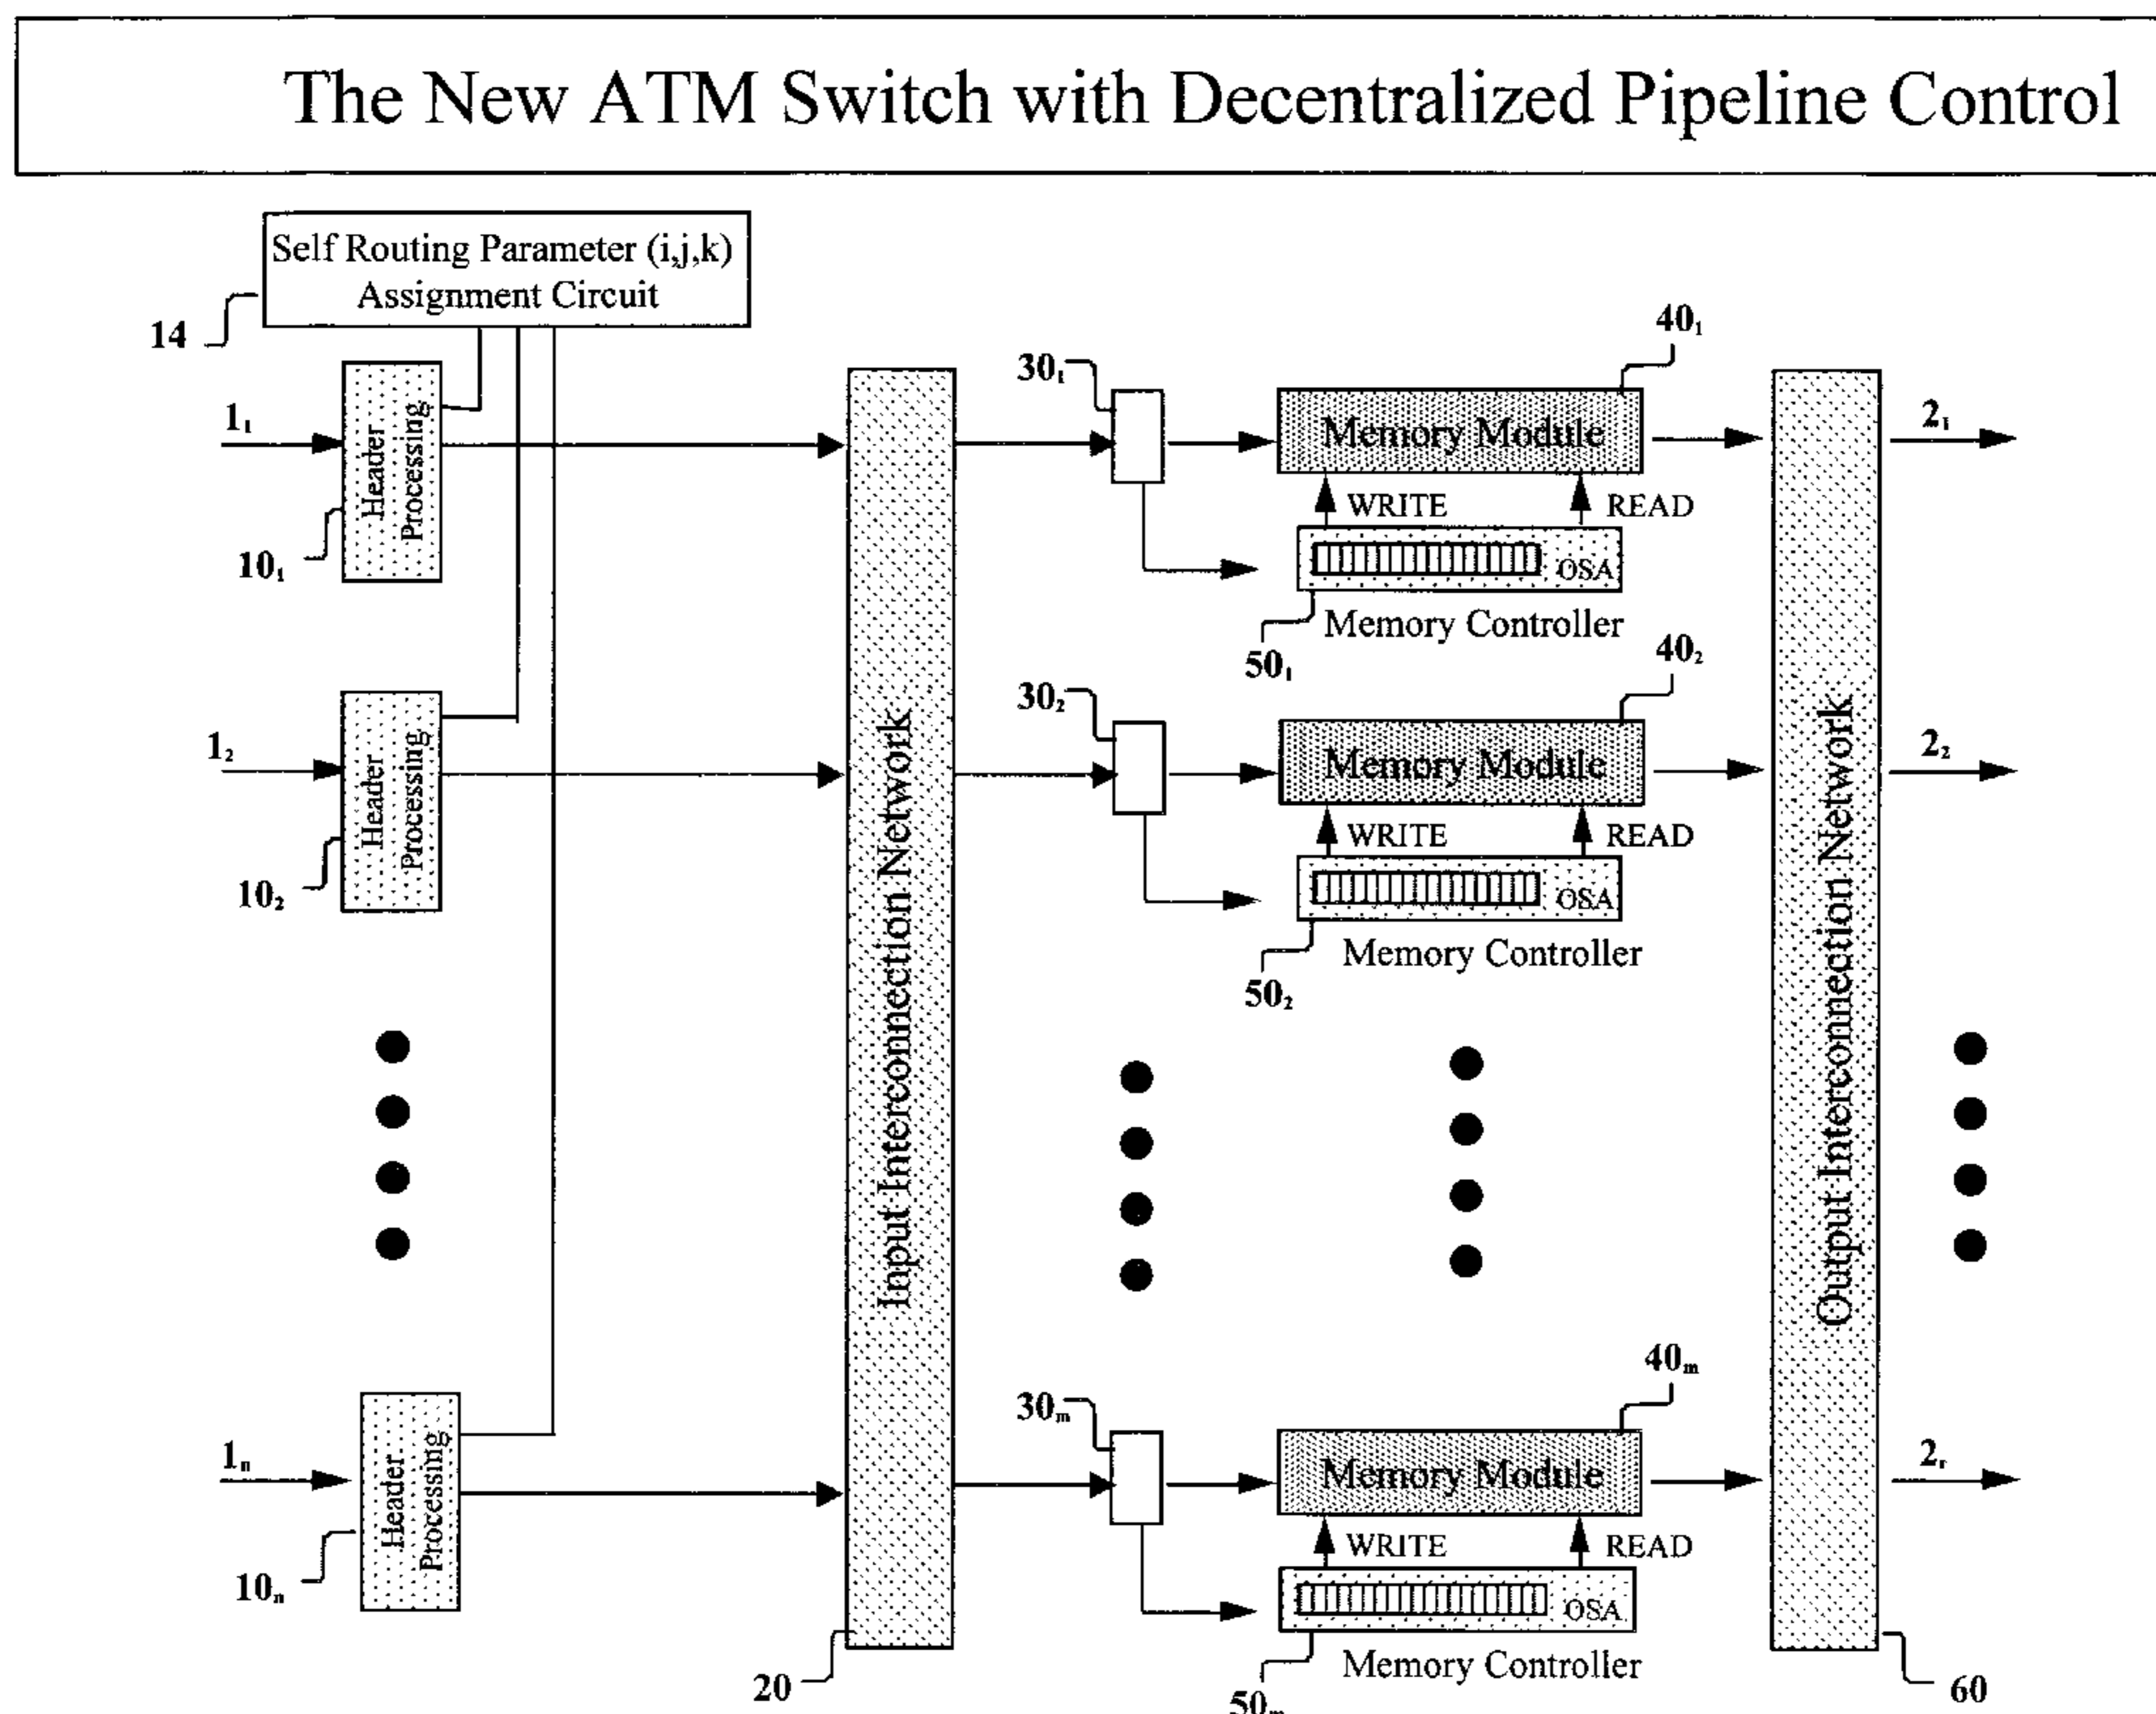 The New ATM Switch with Decentralized Pipeline Control
Self Routing Parameter (i,j,k)
Assignment Circuit
14
40₁
30₁
1₁
Header
Processing
Memory Module
2₁
WRITE
READ
10₁
OSA
Memory Controller
50₁
40₂
30₂
1₂
Header
Processing
Memory Module
2₂
WRITE
READ
10₂
OSA
Memory Controller
50₂
Input Interconnection Network
Output Interconnection Network
40ₘ
30ₘ
1ₙ
Header
Processing
Memory Module
2ᵣ
WRITE
READ
10ₙ
OSA
Memory Controller
20
50ₘ
60